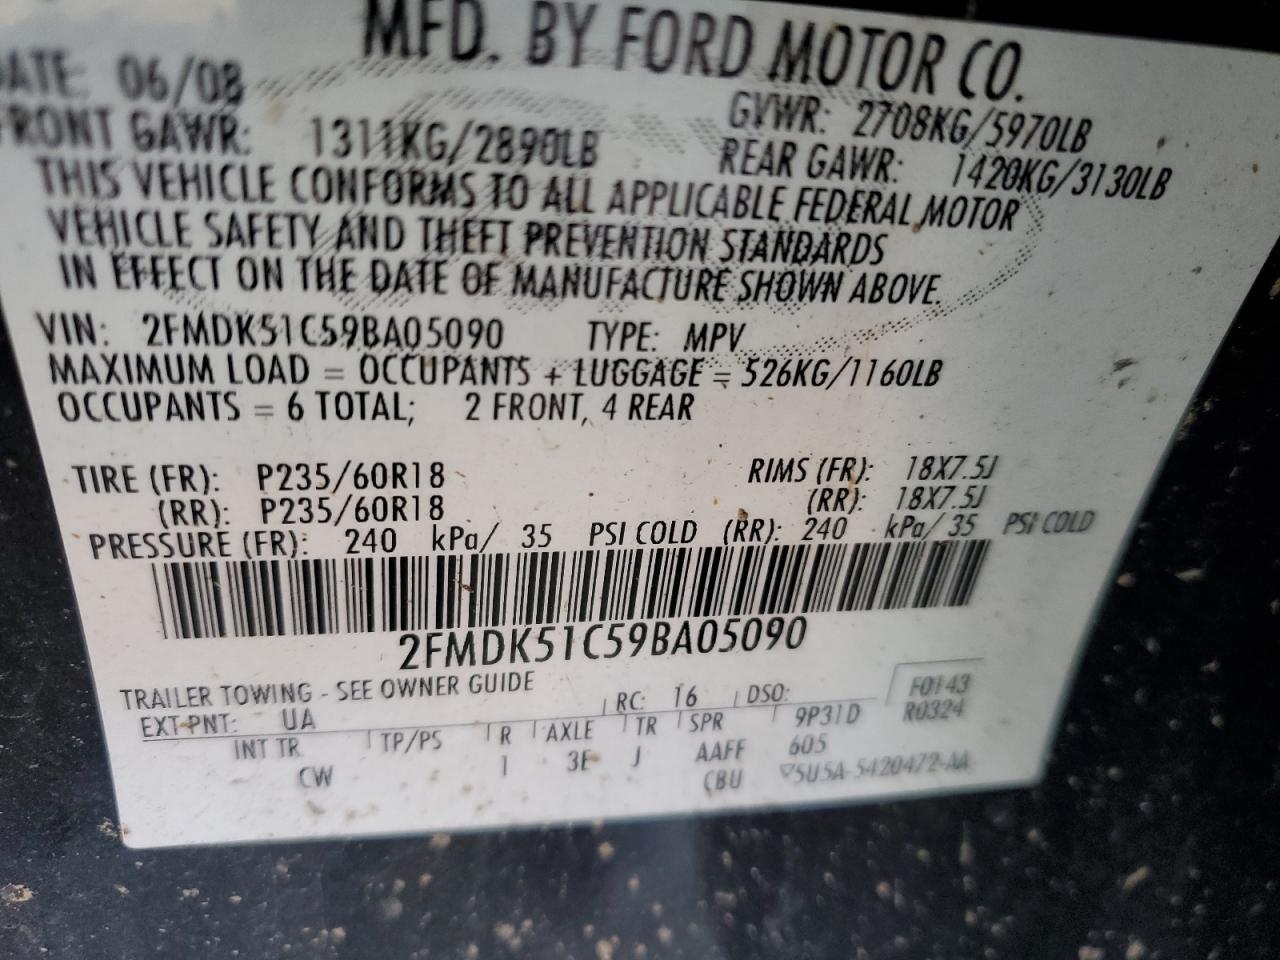 MFD. BY FORD MOTOR CO.
DATE: 06/08 GVWR: 2708KG/5970LB
FRONT GAWR: 1311KG/2890LB REAR GAWR: 1420KG/3130LB
THIS VEHICLE CONFORMS TO ALL APPLICABLE FEDERAL MOTOR
VEHICLE SAFETY AND THEFT PREVENTION STANDARDS
IN EFFECT ON THE DATE OF MANUFACTURE SHOWN ABOVE.
VIN: 2FMDK51C59BA05090 TYPE: MPV
MAXIMUM LOAD = OCCUPANTS + LUGGAGE = 526KG/1160LB
OCCUPANTS = 6 TOTAL; 2 FRONT, 4 REAR
TIRE (FR): P235/60R18 RIMS (FR): 18X7.5J
(RR): P235/60R18 (RR): 18X7.5J
PRESSURE (FR): 240 kPa/ 35 PSI COLD (RR): 240 kPa/ 35 PSI COLD
2FMDK51C59BA05090
TRAILER TOWING - SEE OWNER GUIDE
EXT PNT: UA RC: 16 DSO: F0143
INT TR TP/PS R AXLE TR SPR 9P31D R0324
CW 1 3E J AAFF 605
CBU 5U5A-5420472-AA